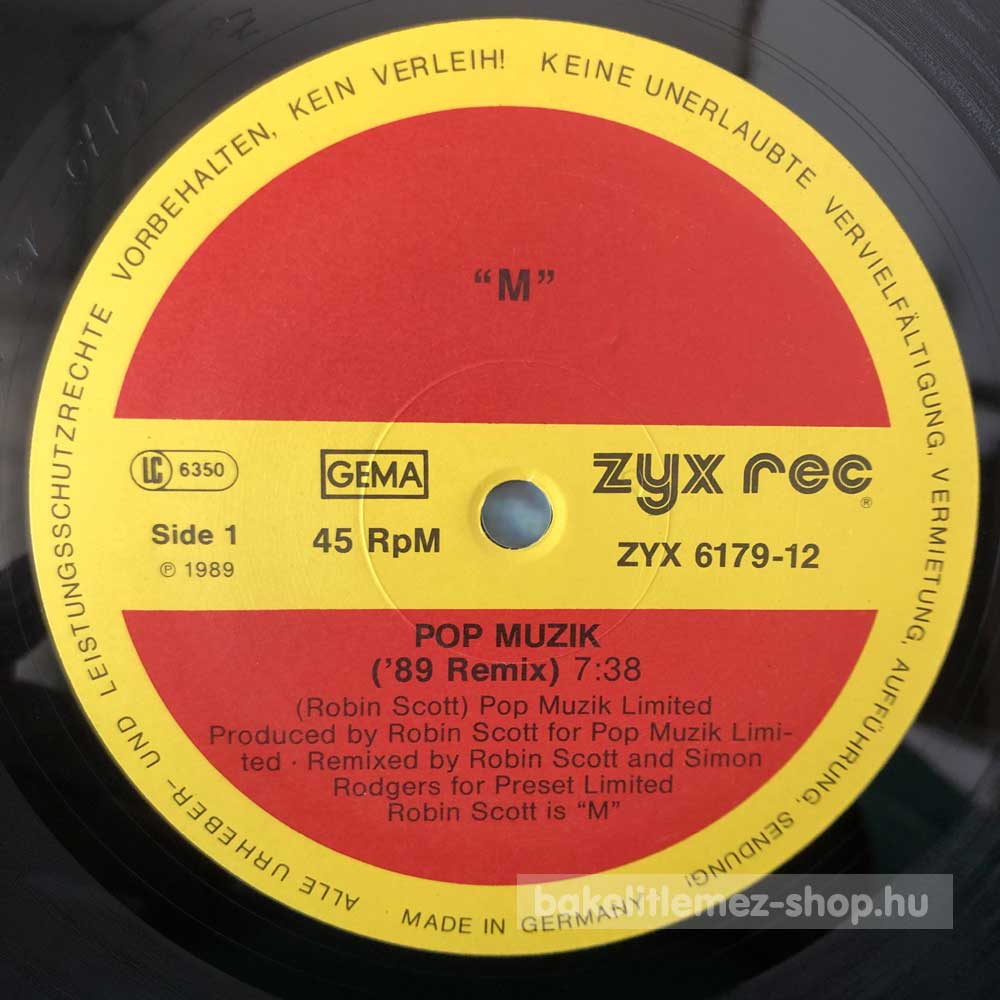 ALLE URHEBER- UND LEISTUNGSSCHUTZRECHTE VORBEHALTEN, KEIN VERLEIH! KEINE UNERLAUBTE VERVIELFÄLTIGUNG, VERMIETUNG, AUFFÜHRUNG, SENDUNG!
“M”
LC 6350
GEMA
zyx rec ®
Side 1
45 RpM
ZYX 6179-12
℗ 1989
POP MUZIK
(’89 Remix) 7:38
(Robin Scott) Pop Muzik Limited
Produced by Robin Scott for Pop Muzik Limi-
ted · Remixed by Robin Scott and Simon
Rodgers for Preset Limited
Robin Scott is “M”
MADE IN GERMANY
bakelitlemez-shop.hu